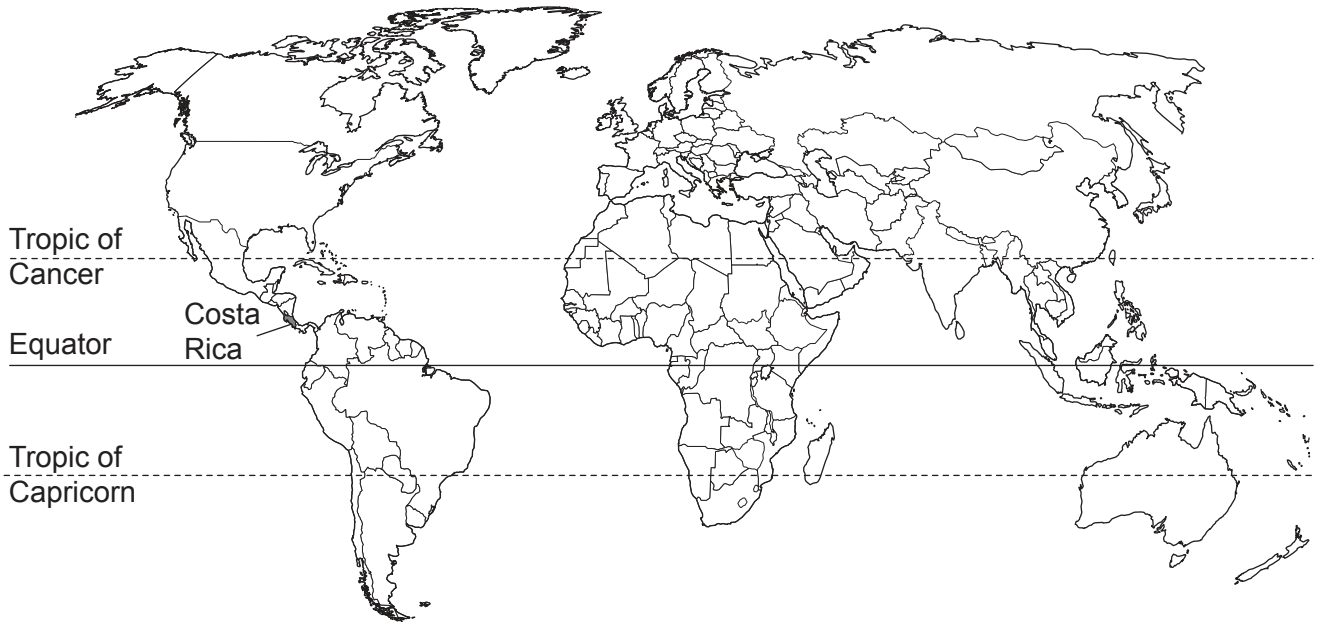 Tropic of
Cancer
Costa
Rica
Equator
Tropic of
Capricorn